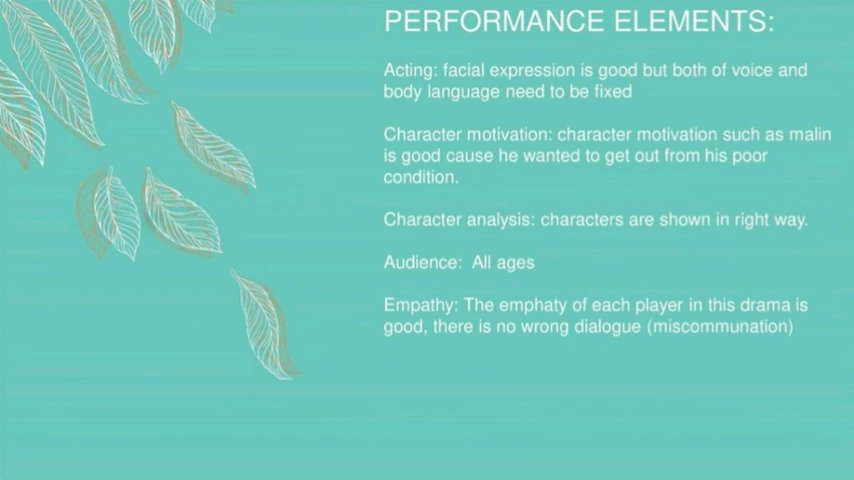 PERFORMANCE ELEMENTS:
Acting: facial expression is good but both of voice and
body language need to be fixed
Character motivation: character motivation such as malin
is good cause he wanted to get out from his poor
condition.
Character analysis: characters are shown in right way.
Audience:  All ages
Empathy: The emphaty of each player in this drama is
good, there is no wrong dialogue (miscommunation)